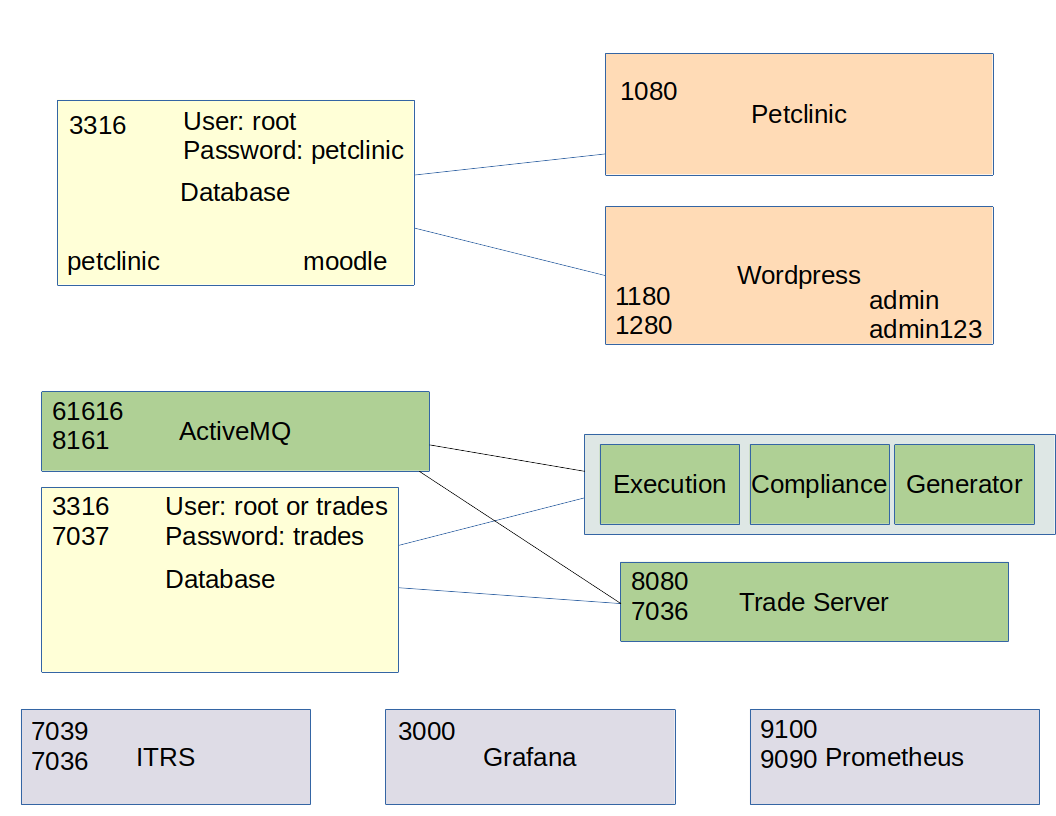 3316
User: root
Password: petclinic
Database
petclinic
moodle
1080
Petclinic
Wordpress
1180
1280
admin
admin123
61616
8161
ActiveMQ
Execution
Compliance
Generator
3316
7037
User: root or trades
Password: trades
Database
8080
7036
Trade Server
7039
7036
ITRS
3000
Grafana
9100
9090 Prometheus